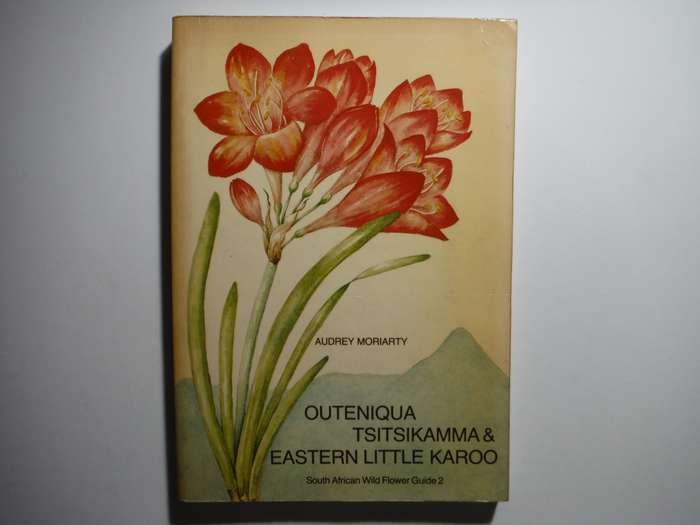 AUDREY MORIARTY
OUTENIQUA
TSITSIKAMMA &
EASTERN LITTLE KAROO
South African Wild Flower Guide 2